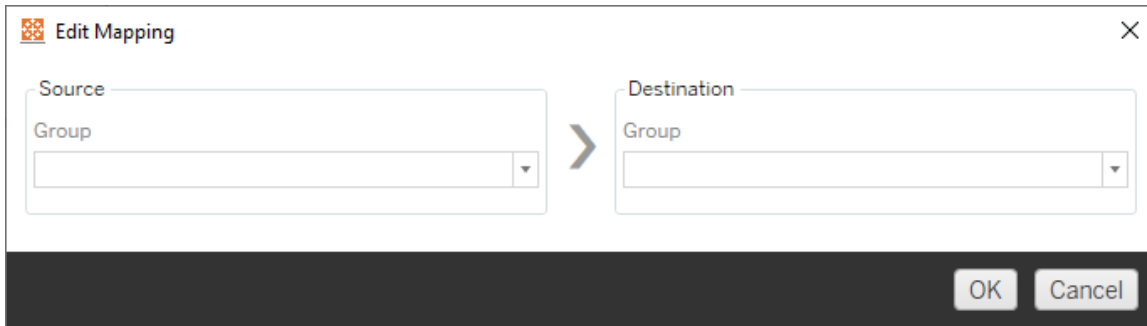 Edit Mapping
Source
Destination
Group
Group
OK
Cancel